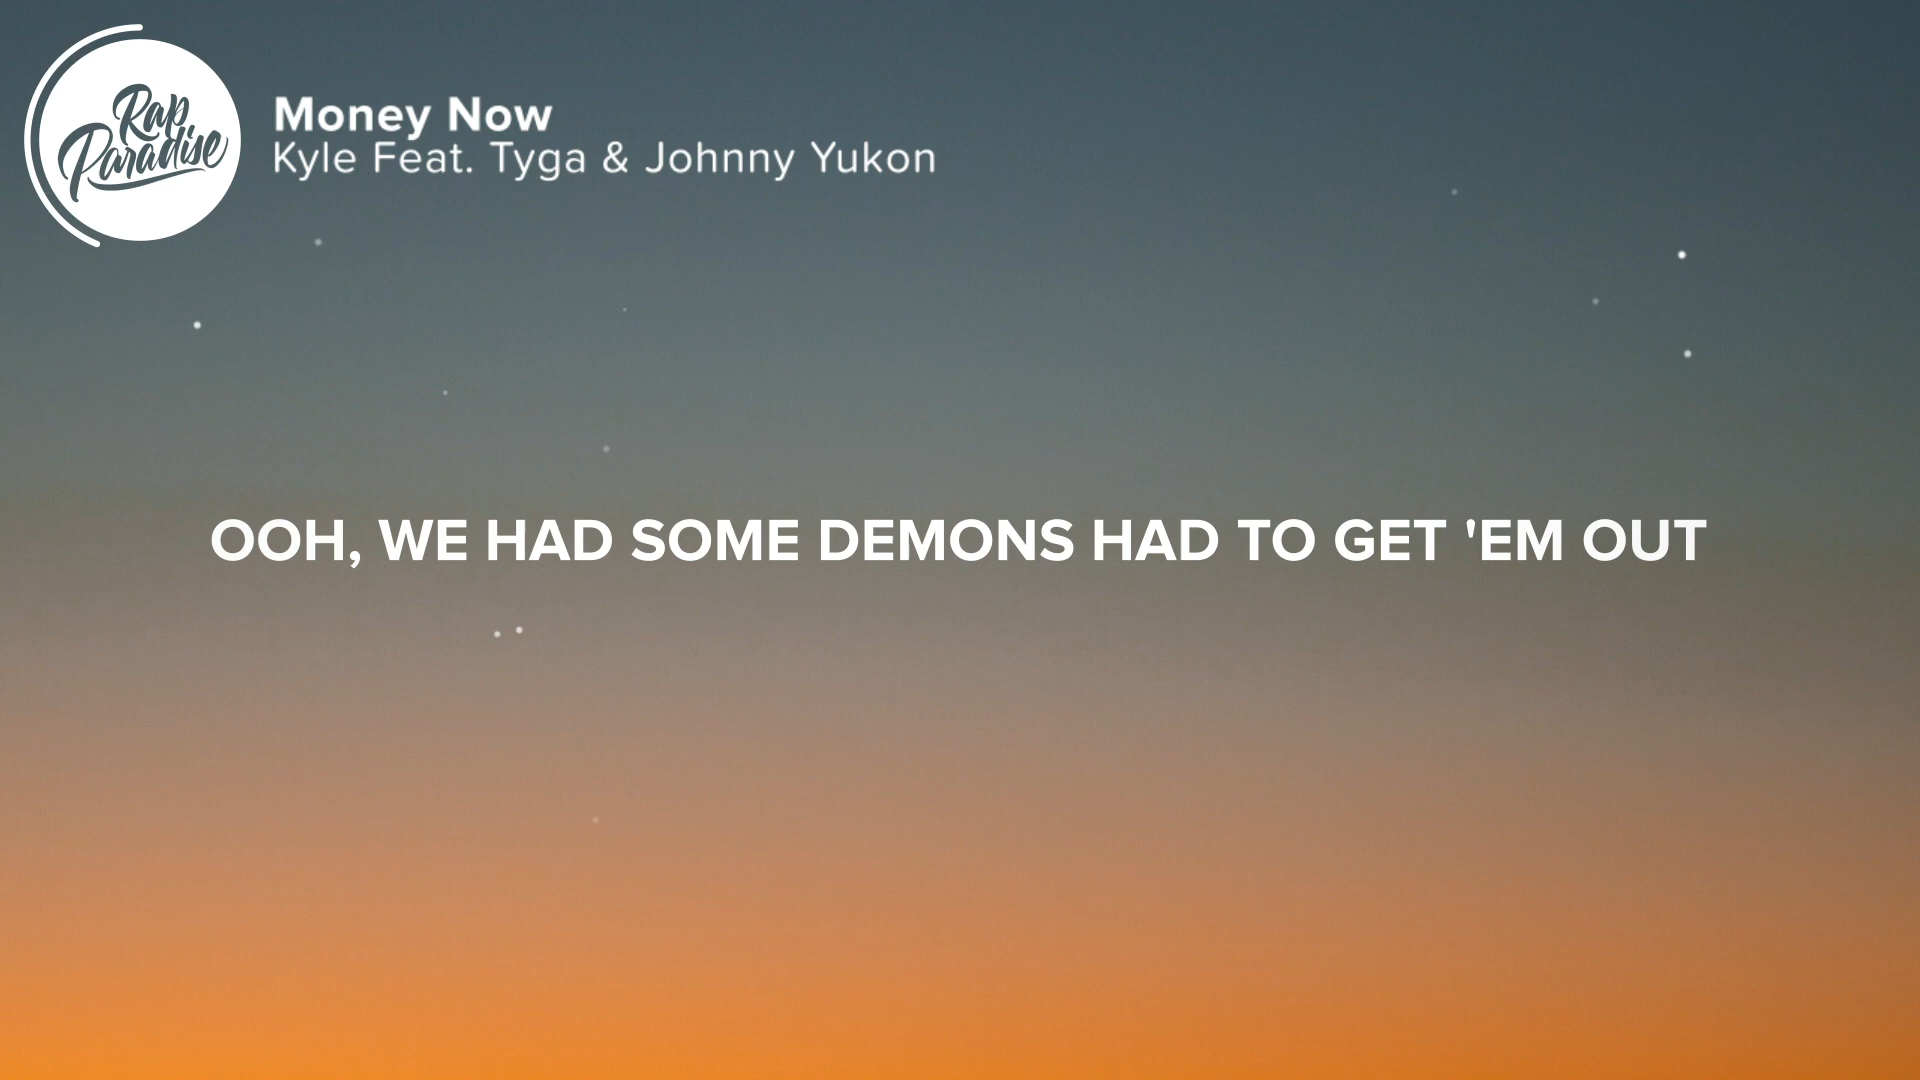 Rap
Paradise
Money Now
Kyle Feat. Tyga & Johnny Yukon
OOH, WE HAD SOME DEMONS HAD TO GET 'EM OUT